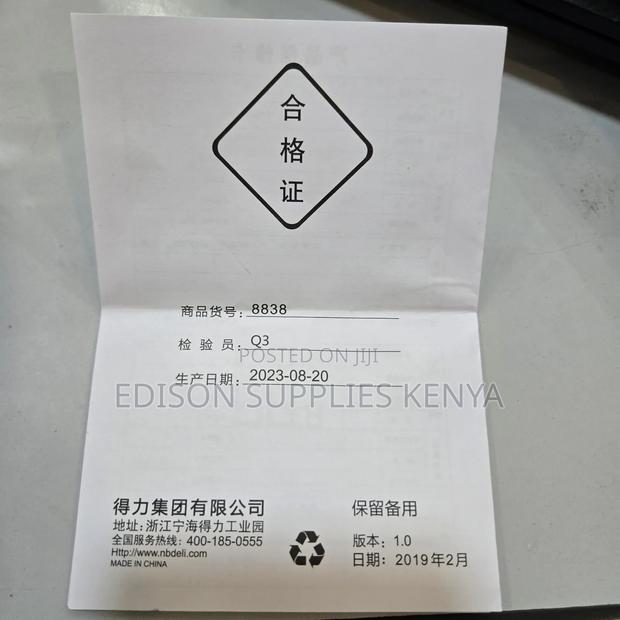 合
格
证
商品货号: 8838
检 验 员: Q3
POSTED ON JIJI
生产日期: 2023-08-20
EDISON SUPPLIES KENYA
得力集团有限公司
地址: 浙江宁海得力工业园
全国服务热线: 400-185-0555
Http://www.nbdeli.com
MADE IN CHINA
保留备用
版本: 1.0
日期: 2019年2月